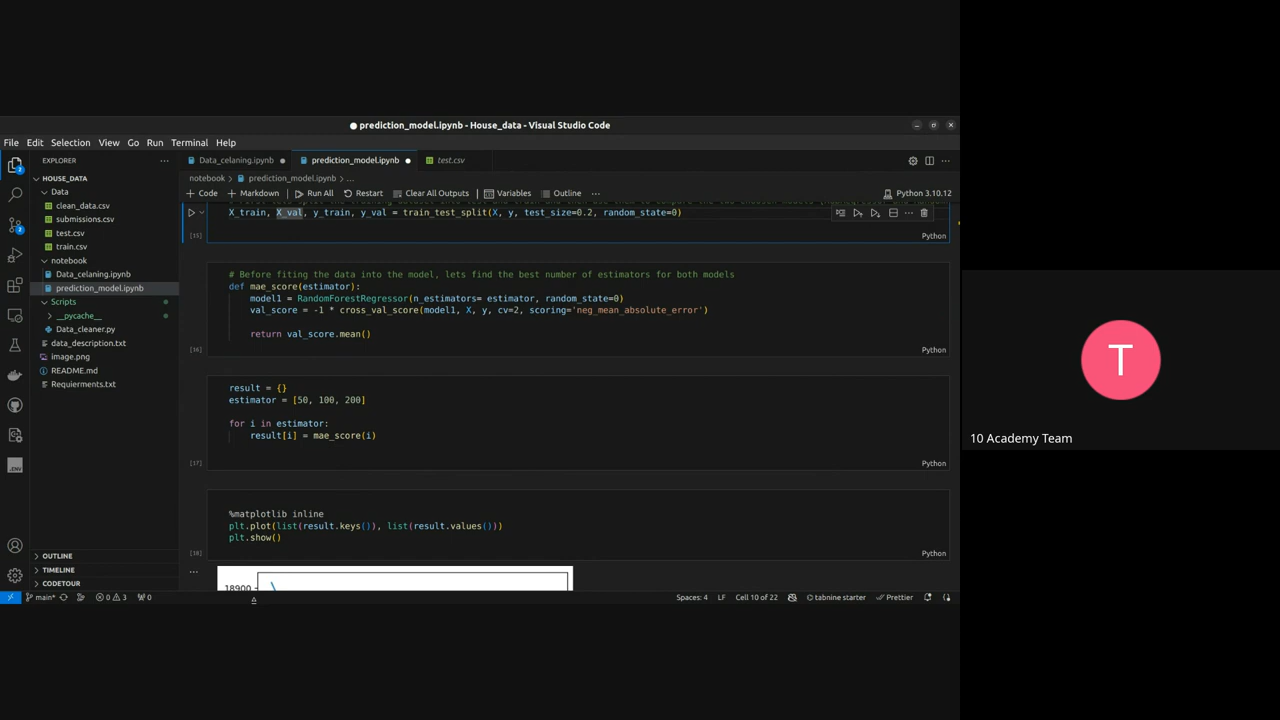 prediction_model.ipynb - House_data - Visual Studio Code
File Edit Selection View Go Run Terminal Help
EXPLORER
Data_celaning.ipynb
prediction_model.ipynb
test.csv
HOUSE_DATA
notebook > prediction_model.ipynb > ...
Data
+ Code + Markdown Run All Restart Clear All Outputs Variables Outline ... Python 3.10.12
clean_data.csv
submissions.csv
test.csv
train.csv
notebook
Data_celaning.ipynb
prediction_model.ipynb
Scripts
__pycache__
Data_cleaner.py
data_description.txt
image.png
README.md
Requierments.txt
OUTLINE
TIMELINE
CODETOUR
X_train, X_val, y_train, y_val = train_test_split(X, y, test_size=0.2, random_state=0)
[15] Python
# Before fiting the data into the model, lets find the best number of estimators for both models
def mae_score(estimator):
model1 = RandomForestRegressor(n_estimators= estimator, random_state=0)
val_score = -1 * cross_val_score(model1, X, y, cv=2, scoring='neg_mean_absolute_error')
return val_score.mean()
[16] Python
result = {}
estimator = [50, 100, 200]
for i in estimator:
result[i] = mae_score(i)
[17] Python
%matplotlib inline
plt.plot(list(result.keys()), list(result.values()))
plt.show()
[18] Python
...
18900
main* 0 3 0 Spaces: 4 LF Cell 10 of 22 tabnine starter Prettier
T
10 Academy Team